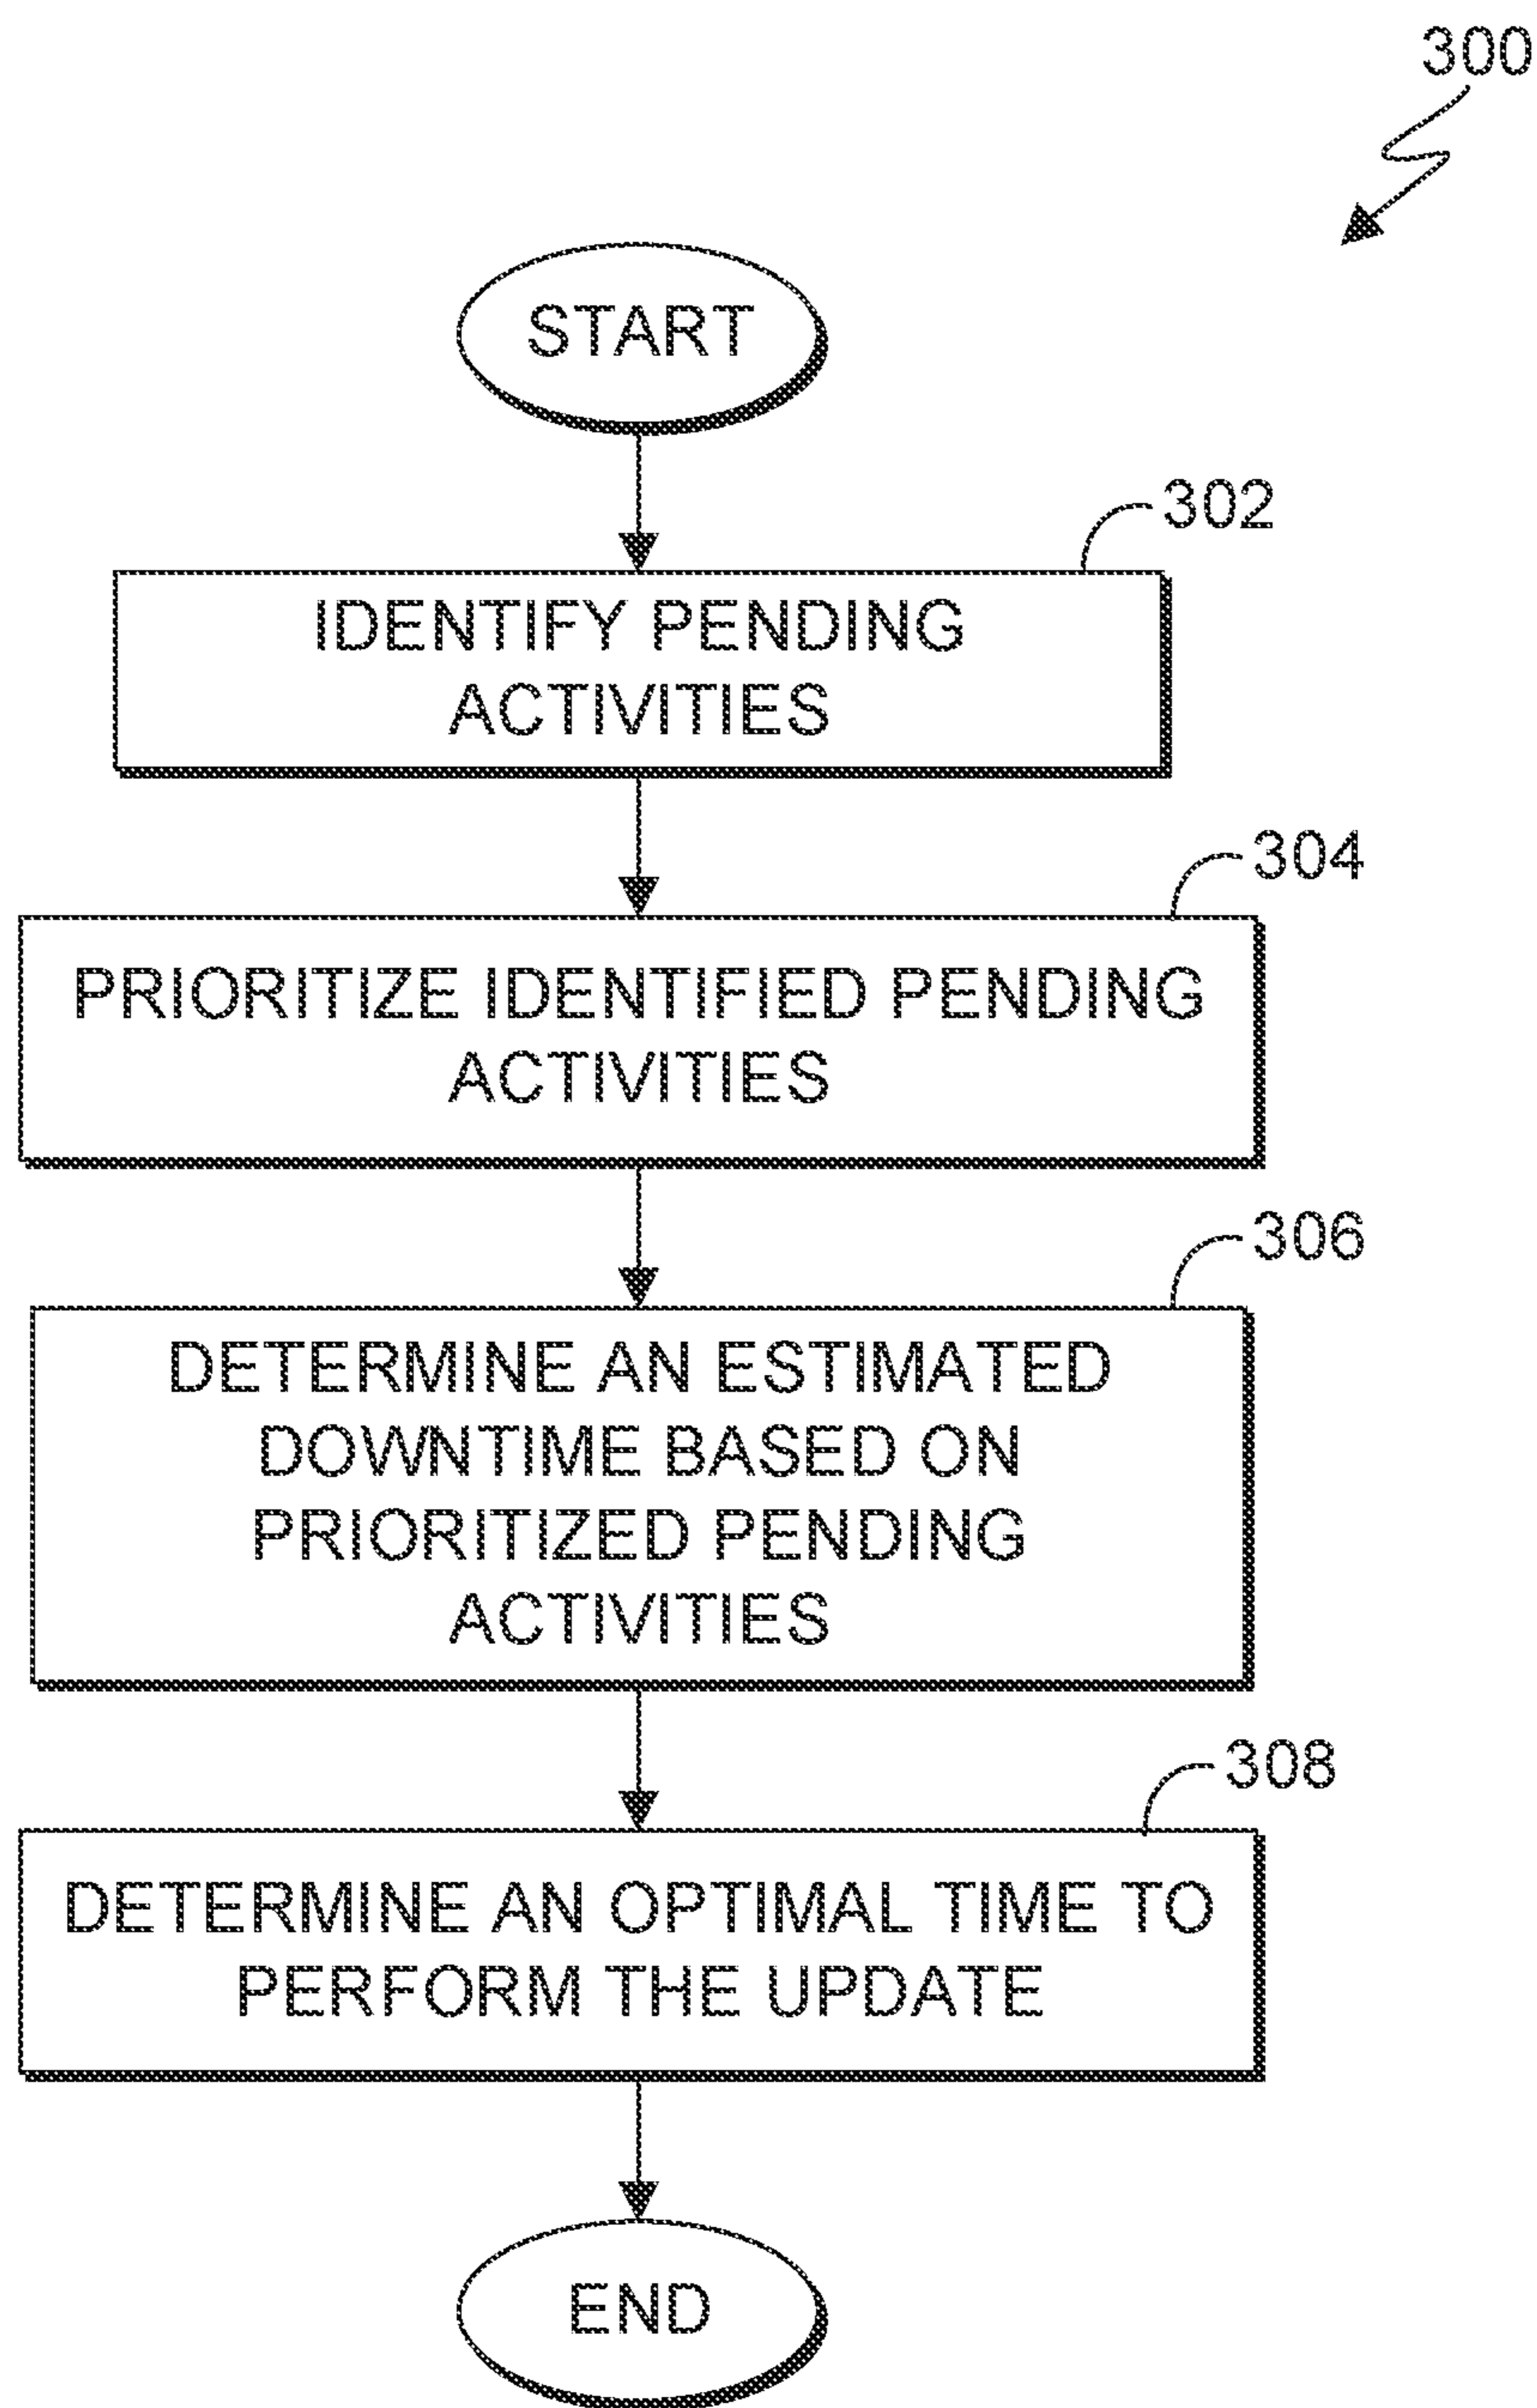 300
START
302
IDENTIFY PENDING
ACTIVITIES
304
PRIORITIZE IDENTIFIED PENDING
ACTIVITIES
306
DETERMINE AN ESTIMATED
DOWNTIME BASED ON
PRIORITIZED PENDING
ACTIVITIES
308
DETERMINE AN OPTIMAL TIME TO
PERFORM THE UPDATE
END